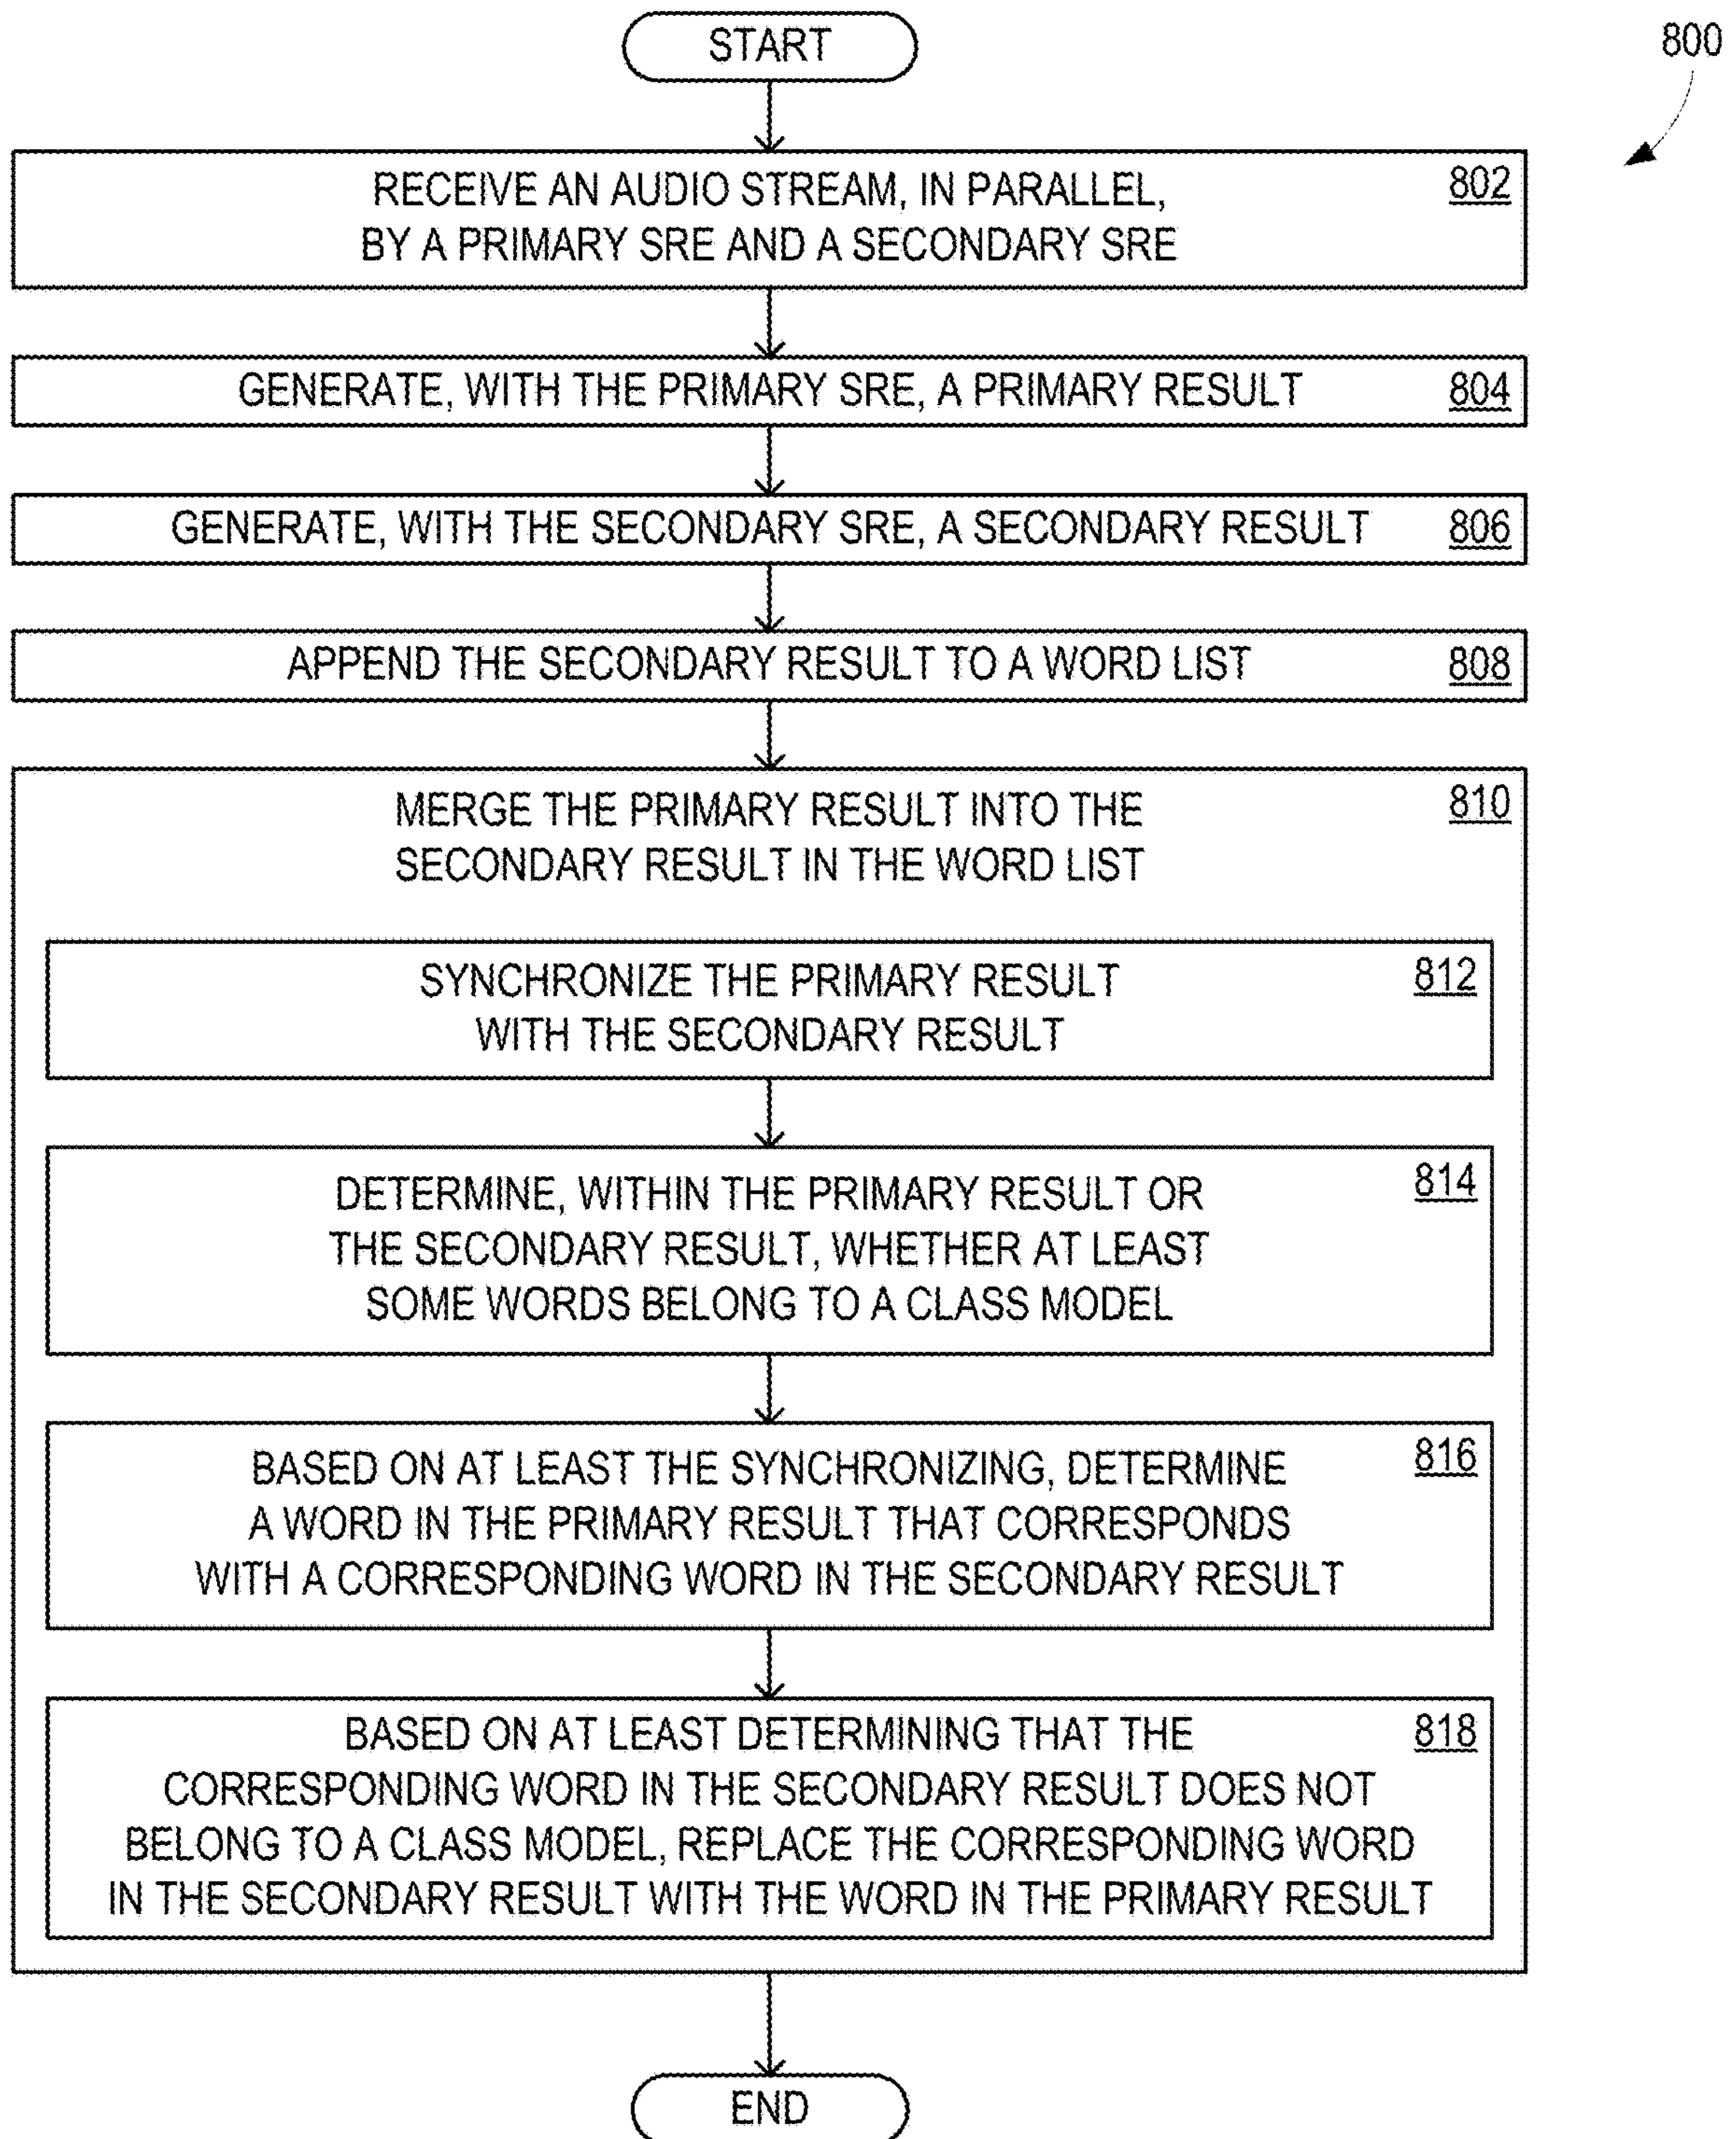 START
800
RECEIVE AN AUDIO STREAM, IN PARALLEL,
BY A PRIMARY SRE AND A SECONDARY SRE
802
GENERATE, WITH THE PRIMARY SRE, A PRIMARY RESULT
804
GENERATE, WITH THE SECONDARY SRE, A SECONDARY RESULT
806
APPEND THE SECONDARY RESULT TO A WORD LIST
808
MERGE THE PRIMARY RESULT INTO THE
SECONDARY RESULT IN THE WORD LIST
810
SYNCHRONIZE THE PRIMARY RESULT
WITH THE SECONDARY RESULT
812
DETERMINE, WITHIN THE PRIMARY RESULT OR
THE SECONDARY RESULT, WHETHER AT LEAST
SOME WORDS BELONG TO A CLASS MODEL
814
BASED ON AT LEAST THE SYNCHRONIZING, DETERMINE
A WORD IN THE PRIMARY RESULT THAT CORRESPONDS
WITH A CORRESPONDING WORD IN THE SECONDARY RESULT
816
BASED ON AT LEAST DETERMINING THAT THE
CORRESPONDING WORD IN THE SECONDARY RESULT DOES NOT
BELONG TO A CLASS MODEL, REPLACE THE CORRESPONDING WORD
IN THE SECONDARY RESULT WITH THE WORD IN THE PRIMARY RESULT
818
END